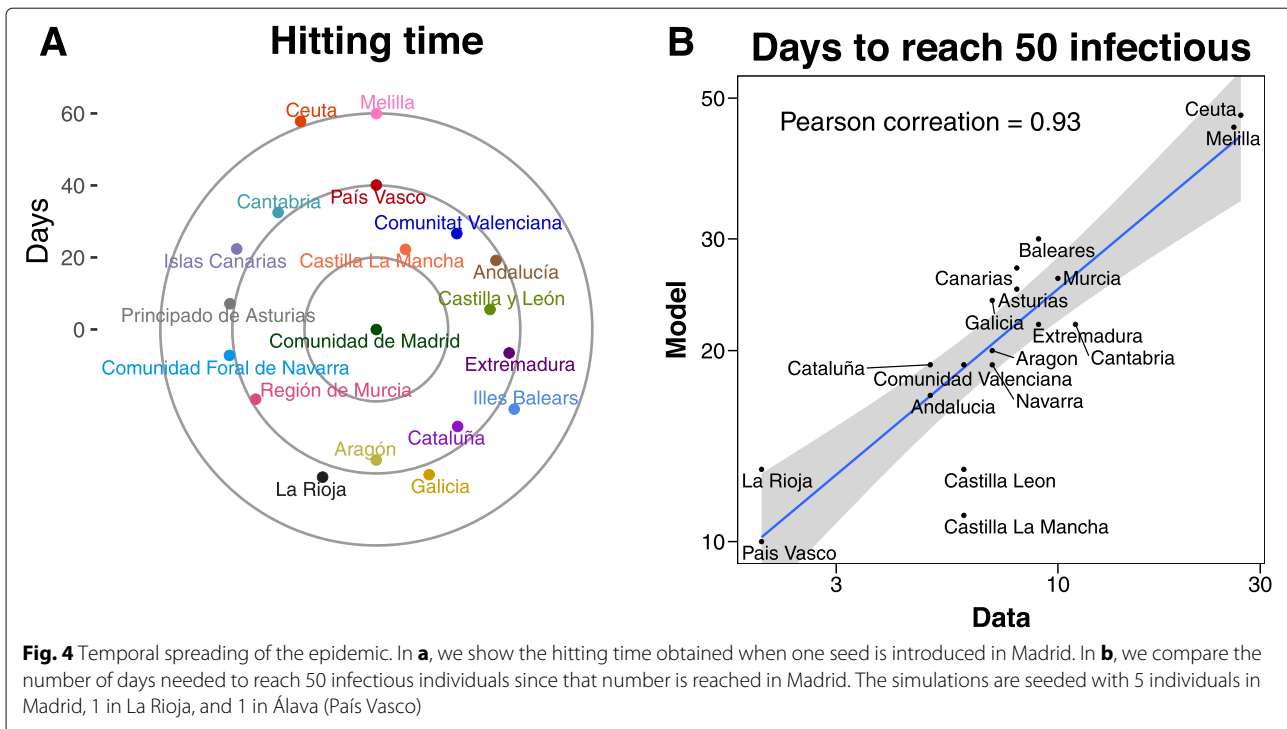 A
Hitting time
Days
60
40
20
0
Ceuta
Melilla
Cantabria
País Vasco
Comunitat Valenciana
Islas Canarias
Castilla La Mancha
Andalucía
Castilla y León
Principado de Asturias
Comunidad de Madrid
Comunidad Foral de Navarra
Extremadura
Región de Murcia
Illes Balears
Cataluña
Aragón
La Rioja
Galicia
B
Days to reach 50 infectious
Pearson correation = 0.93
Model
50
30
20
10
Ceuta
Melilla
Baleares
Canarias
Murcia
Asturias
Galicia
Extremadura
Cantabria
Aragon
Cataluña
Comunidad Valenciana
Navarra
Andalucia
La Rioja
Castilla Leon
Castilla La Mancha
Pais Vasco
3
10
30
Data
Fig. 4 Temporal spreading of the epidemic. In a, we show the hitting time obtained when one seed is introduced in Madrid. In b, we compare the
number of days needed to reach 50 infectious individuals since that number is reached in Madrid. The simulations are seeded with 5 individuals in
Madrid, 1 in La Rioja, and 1 in Álava (País Vasco)